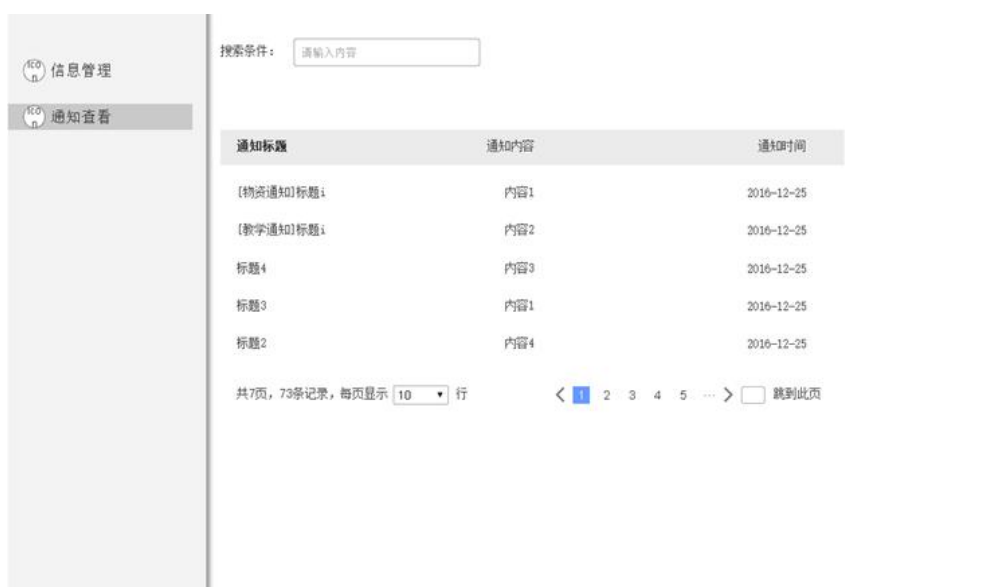 Icon 信息管理
Icon 通知查看
搜索条件: 请输入内容
通知标题 通知内容 通知时间
[物资通知]标题i 内容1 2016-12-25
[教学通知]标题i 内容2 2016-12-25
标题4 内容3 2016-12-25
标题3 内容1 2016-12-25
标题2 内容4 2016-12-25
共7页，73条记录，每页显示 10 行 1 2 3 4 5 ... 跳到此页